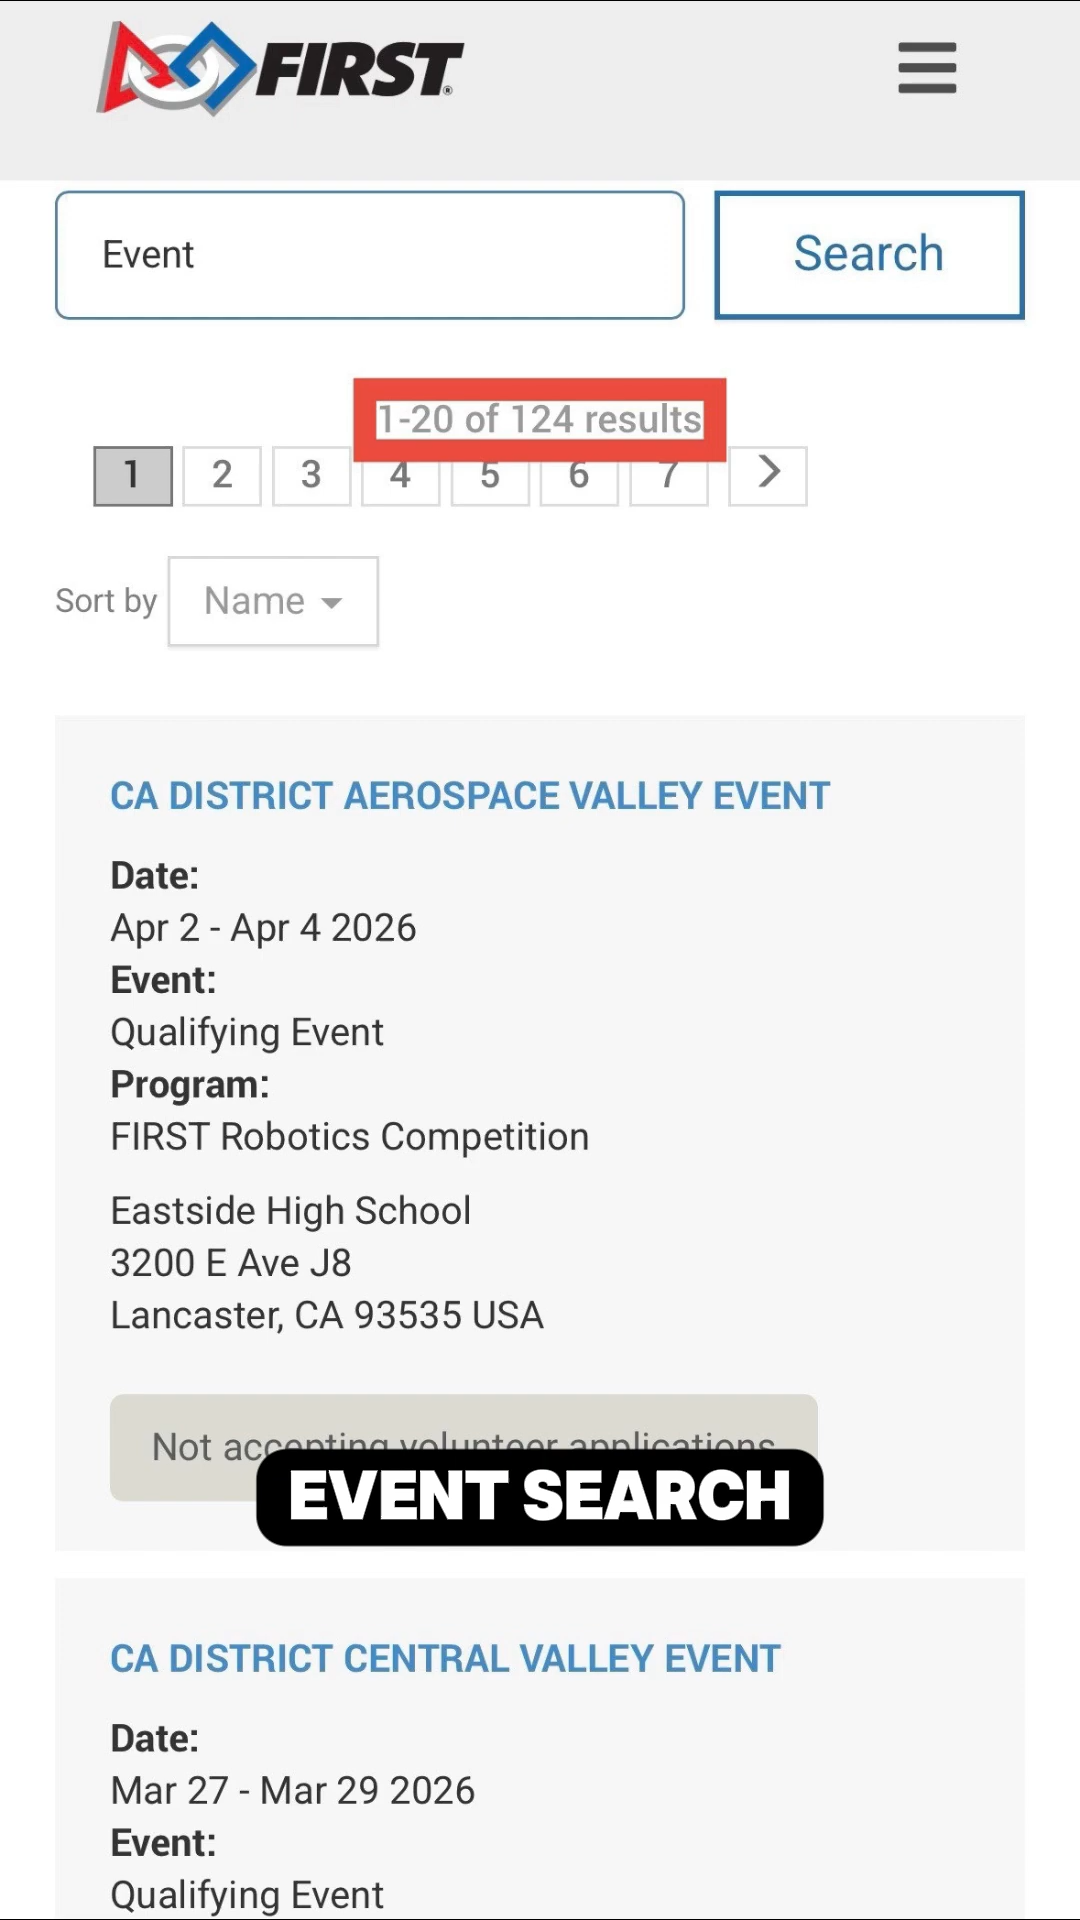 FIRST®
Event
Search
1-20 of 124 results
1 2 3 4 5 6 7 >
Sort by Name
CA DISTRICT AEROSPACE VALLEY EVENT
Date:
Apr 2 - Apr 4 2026
Event:
Qualifying Event
Program:
FIRST Robotics Competition
Eastside High School
3200 E Ave J8
Lancaster, CA 93535 USA
Not accepting volunteer applications
EVENT SEARCH
CA DISTRICT CENTRAL VALLEY EVENT
Date:
Mar 27 - Mar 29 2026
Event:
Qualifying Event